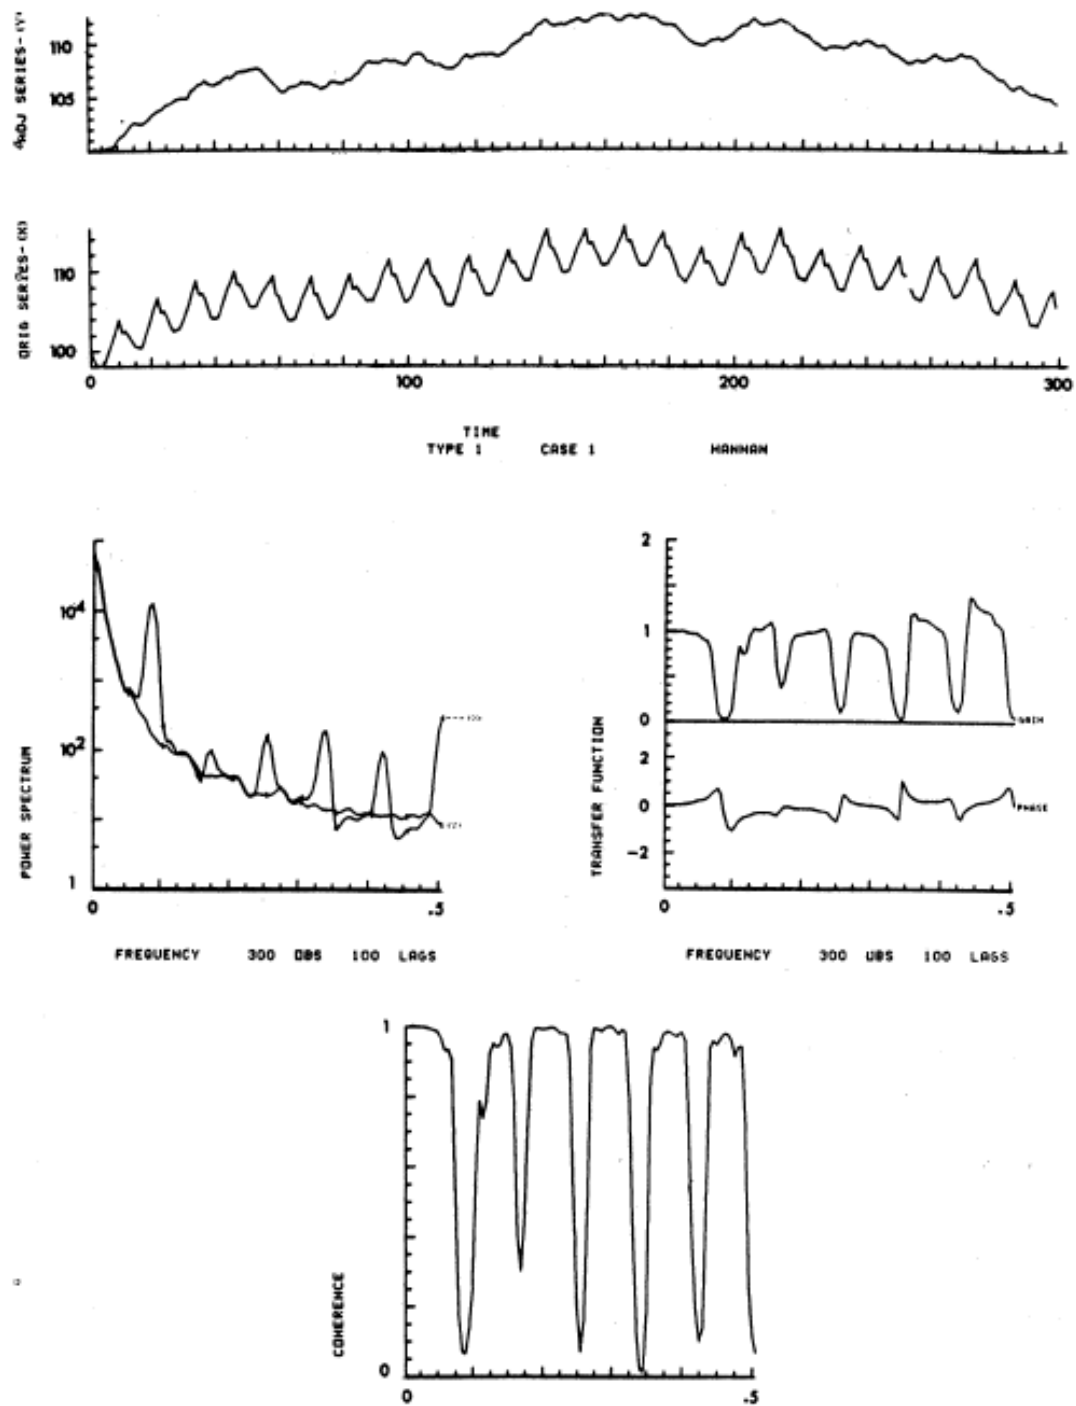 ADJ SERIES-(Y)
110
105
ORIG SERIES-(X)
110
100
0 100 200 300
TIME
TYPE 1 CASE 1 HANNAN
POWER SPECTRUM
10^4
10^2
1
0 .5
FREQUENCY 300 OBS 100 LAGS
TRANSFER FUNCTION
2
1
0
GAIN
2
0
PHASE
-2
0 .5
FREQUENCY 300 OBS 100 LAGS
COHERENCE
1
0
0 .5